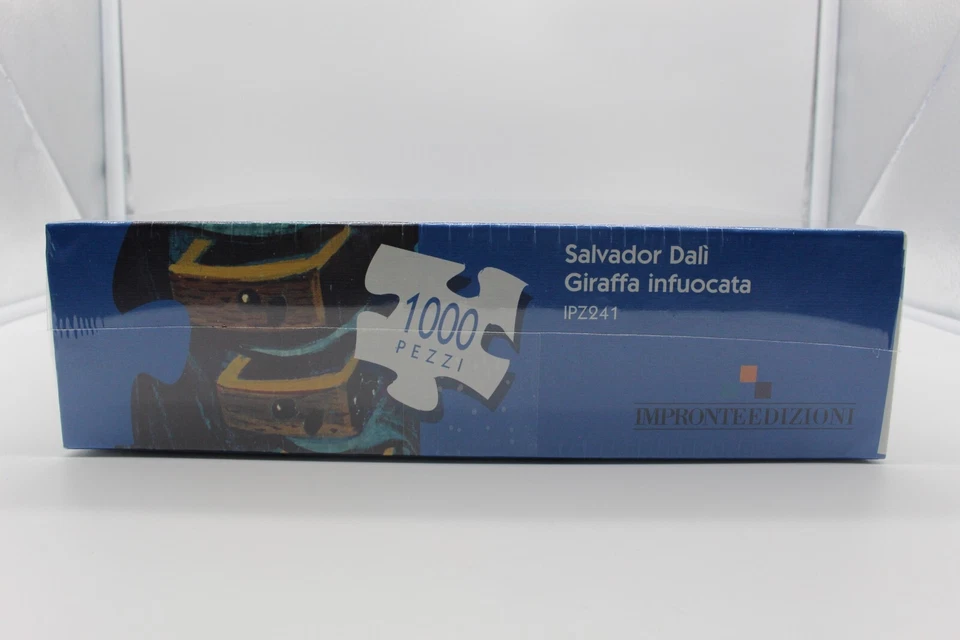 1000
PEZZI
Salvador Dalì
Giraffa infuocata
IPZ241
IMPRONTEEDIZIONI